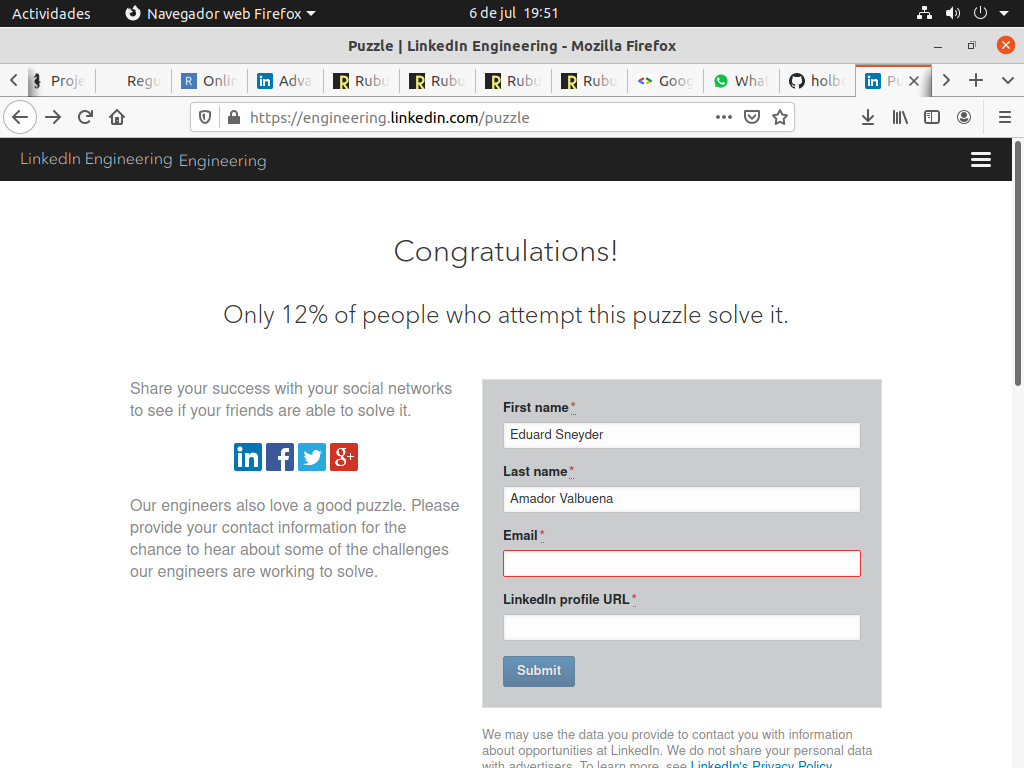 Actividades Navegador web Firefox 6 de jul 19:51
Puzzle | LinkedIn Engineering - Mozilla Firefox
Proje Regu Onlin Adva Rubu Rubu Rubu Rubu Goog What holbe Pu
https://engineering.linkedin.com/puzzle
LinkedIn Engineering Engineering
Congratulations!
Only 12% of people who attempt this puzzle solve it.
Share your success with your social networks
to see if your friends are able to solve it.
Our engineers also love a good puzzle. Please
provide your contact information for the
chance to hear about some of the challenges
our engineers are working to solve.
First name*
Eduard Sneyder
Last name*
Amador Valbuena
Email*
LinkedIn profile URL*
Submit
We may use the data you provide to contact you with information
about opportunities at LinkedIn. We do not share your personal data
with advertisers. To learn more, see LinkedIn's Privacy Policy.